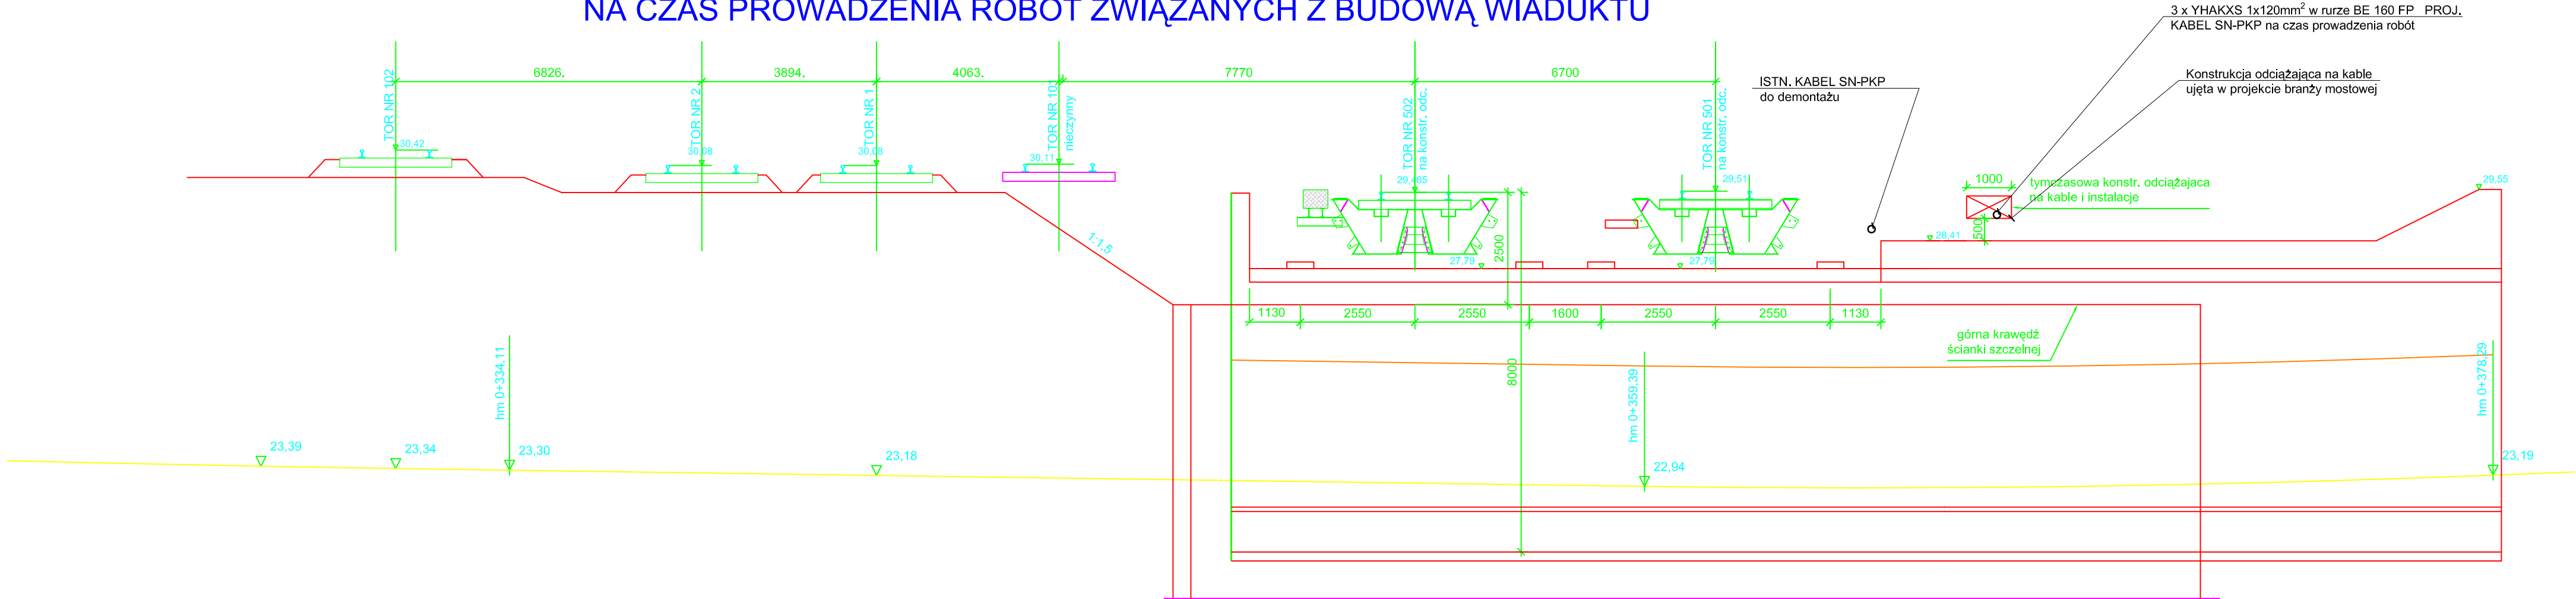 NA CZAS PROWADZENIA ROBÓT ZWIĄZANYCH Z BUDOWĄ WIADUKTU
3 x YHAKXS 1x120mm² w rurze BE 160 FP PROJ.
KABEL SN-PKP na czas prowadzenia robót
Konstrukcja odciążająca na kable
ujęta w projekcie branży mostowej
ISTN. KABEL SN-PKP
do demontażu
6826.
3894.
4063.
7770
6700
TOR NR 102
TOR NR 2
TOR NR 1
TOR NR 101
nieczynny
TOR NR 502
na konstr. odc.
TOR NR 501
na konstr. odc.
30,42
30,08
30,08
30,11
29,485
29,51
1000
tymczasowa konstr. odciążajaca
na kable i instalacje
29,55
500
28,41
1:1,5
2500
27,79
27,79
1130
2550
2550
1600
2550
2550
1130
górna krawędź
ścianki szczelnej
8000
hm 0+334,11
hm 0+359,39
hm 0+378,29
23,39
23,34
23,30
23,18
22,94
23,19